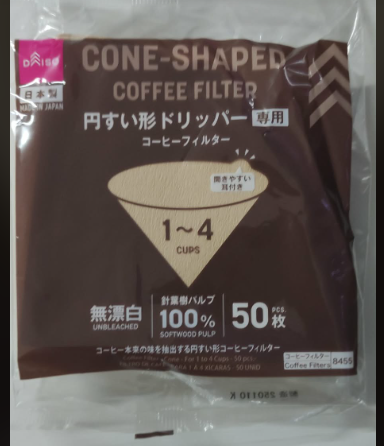 CONE-SHAPED
DAISO
COFFEE FILTER
日本製
MADE IN JAPAN
円すい形ドリッパー 専用
コーヒーフィルター
開きやすい
耳付き
1~4
CUPS
無漂白
UNBLEACHED
針葉樹パルプ
100%
SOFTWOOD PULP
50 PCS. 枚
コーヒー本来の味を抽出する円すい形コーヒーフィルター
コーヒーフィルター
Coffee Filters
8455